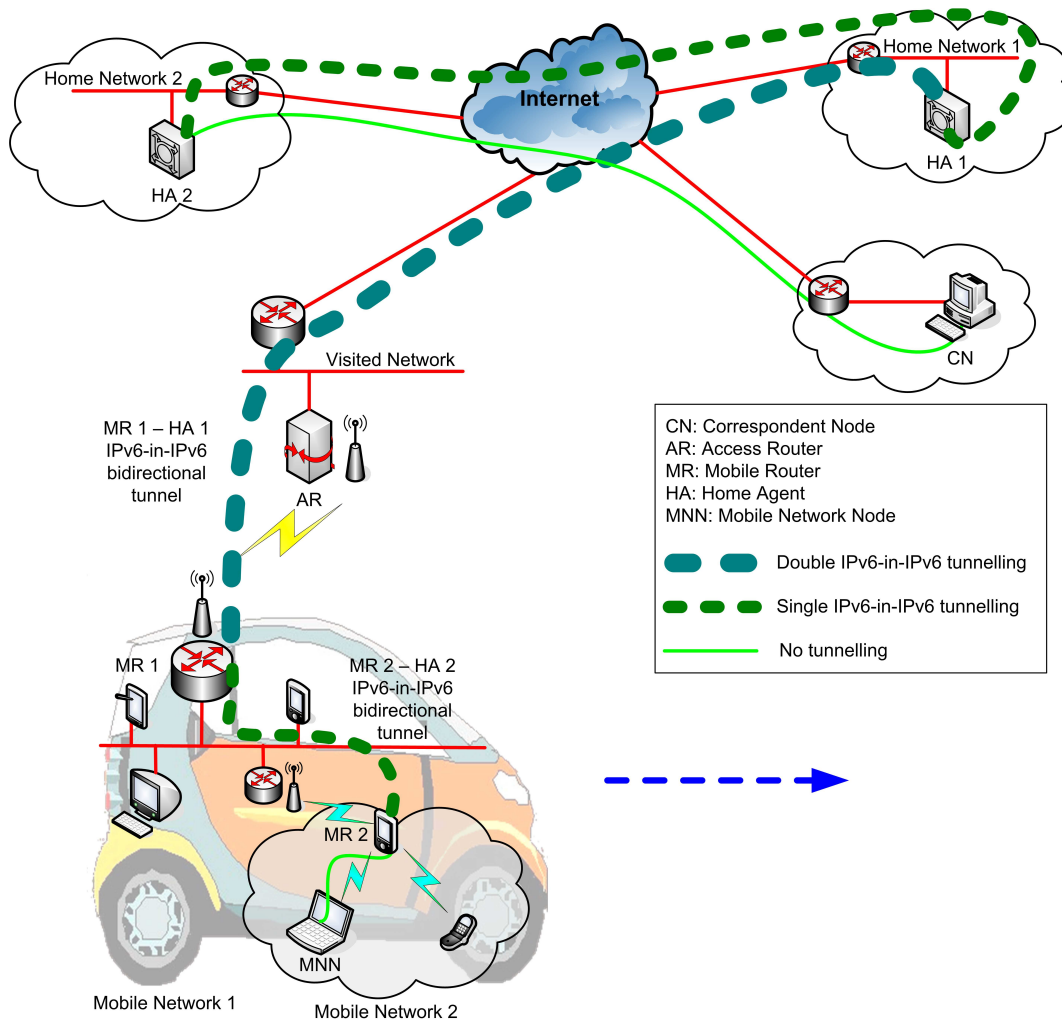 Home Network 2
HA 2
Internet
Home Network 1
HA 1
CN
Visited Network
MR 1 – HA 1
IPv6-in-IPv6
bidirectional
tunnel
AR
CN: Correspondent Node
AR: Access Router
MR: Mobile Router
HA: Home Agent
MNN: Mobile Network Node
Double IPv6-in-IPv6 tunnelling
Single IPv6-in-IPv6 tunnelling
No tunnelling
MR 1
MR 2 – HA 2
IPv6-in-IPv6
bidirectional
tunnel
MR 2
MNN
Mobile Network 1
Mobile Network 2